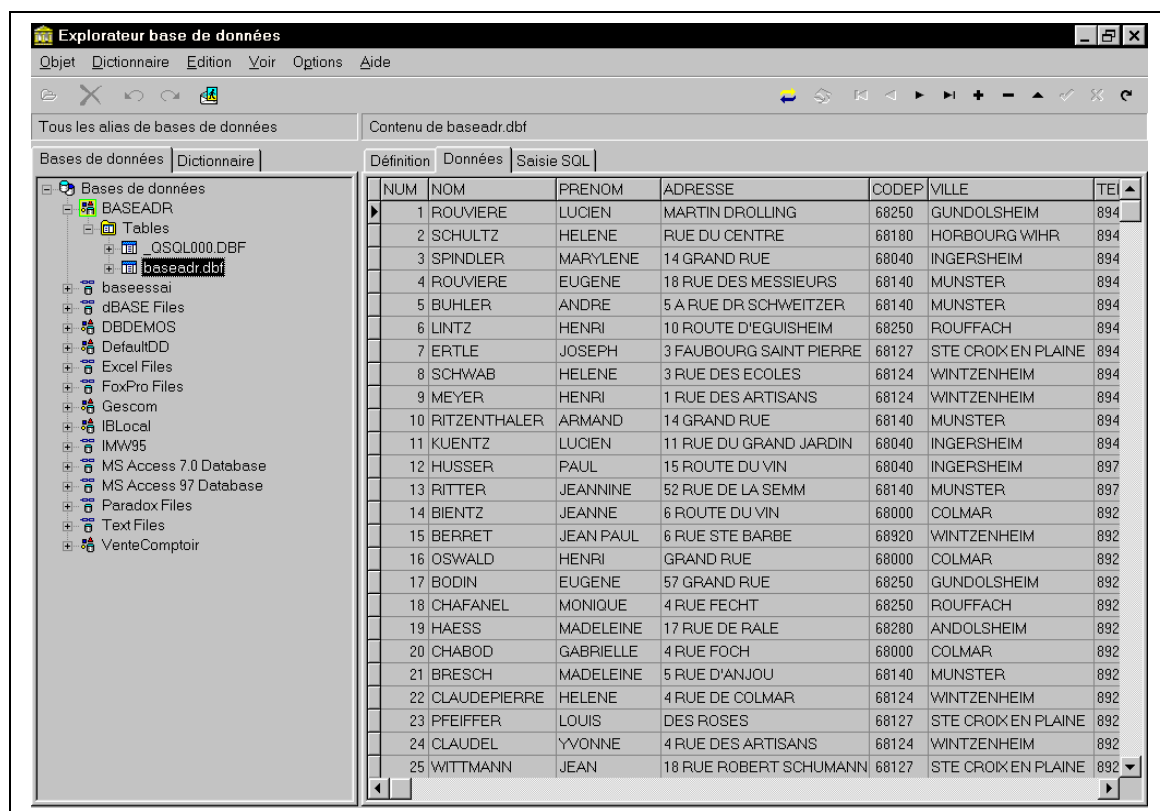 Explorateur base de données
Objet Dictionnaire Edition Voir Options Aide
Tous les alias de bases de données
Contenu de baseadr.dbf
Bases de données Dictionnaire
Définition Données Saisie SQL
Bases de données
BASEADR
Tables
_QSQL000.DBF
baseadr.dbf
baseessai
dBASE Files
DBDEMOS
DefaultDD
Excel Files
FoxPro Files
Gescom
IBLocal
IMW95
MS Access 7.0 Database
MS Access 97 Database
Paradox Files
Text Files
VenteComptoir
NUM NOM PRENOM ADRESSE CODEP VILLE
1 ROUVIERE LUCIEN MARTIN DROLLING 68250 GUNDOLSHEIM 894
2 SCHULTZ HELENE RUE DU CENTRE 68180 HORBOURG WIHR 894
3 SPINDLER MARYLENE 14 GRAND RUE 68040 INGERSHEIM 894
4 ROUVIERE EUGENE 18 RUE DES MESSIEURS 68140 MUNSTER 894
5 BUHLER ANDRE 5 A RUE DR SCHWEITZER 68140 MUNSTER 894
6 LINTZ HENRI 10 ROUTE D'EGUISHEIM 68250 ROUFFACH 894
7 ERTLE JOSEPH 3 FAUBOURG SAINT PIERRE 68127 STE CROIX EN PLAINE 894
8 SCHWAB HELENE 3 RUE DES ECOLES 68124 WINTZENHEIM 894
9 MEYER HENRI 1 RUE DES ARTISANS 68124 WINTZENHEIM 894
10 RITZENTHALER ARMAND 14 GRAND RUE 68140 MUNSTER 894
11 KUENTZ LUCIEN 11 RUE DU GRAND JARDIN 68040 INGERSHEIM 894
12 HUSSER PAUL 15 ROUTE DU VIN 68040 INGERSHEIM 897
13 RITTER JEANNINE 52 RUE DE LA SEMM 68140 MUNSTER 897
14 BIENTZ JEANNE 6 ROUTE DU VIN 68000 COLMAR 892
15 BERRET JEAN PAUL 6 RUE STE BARBE 68920 WINTZENHEIM 892
16 OSWALD HENRI GRAND RUE 68000 COLMAR 892
17 BODIN EUGENE 57 GRAND RUE 68250 GUNDOLSHEIM 892
18 CHAFANEL MONIQUE 4 RUE FECHT 68250 ROUFFACH 892
19 HAESS MADELEINE 17 RUE DE RALE 68280 ANDOLSHEIM 892
20 CHABOD GABRIELLE 4 RUE FOCH 68000 COLMAR 892
21 BRESCH MADELEINE 5 RUE D'ANJOU 68140 MUNSTER 892
22 CLAUDEPIERRE HELENE 4 RUE DE COLMAR 68124 WINTZENHEIM 892
23 PFEIFFER LOUIS DES ROSES 68127 STE CROIX EN PLAINE 892
24 CLAUDEL YVONNE 4 RUE DES ARTISANS 68124 WINTZENHEIM 892
25 WITTMANN JEAN 18 RUE ROBERT SCHUMANN 68127 STE CROIX EN PLAINE 892